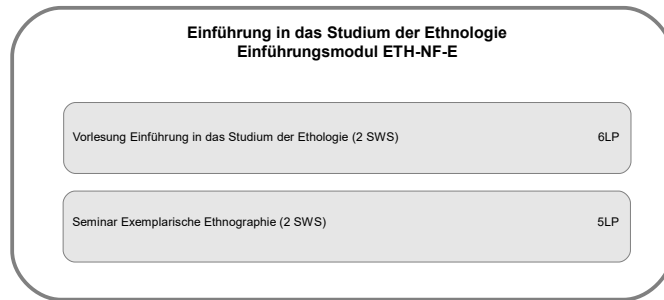 Einführung in das Studium der Ethnologie
Einführungsmodul ETH-NF-E
Vorlesung Einführung in das Studium der Ethologie (2 SWS) 6LP
Seminar Exemplarische Ethnographie (2 SWS) 5LP